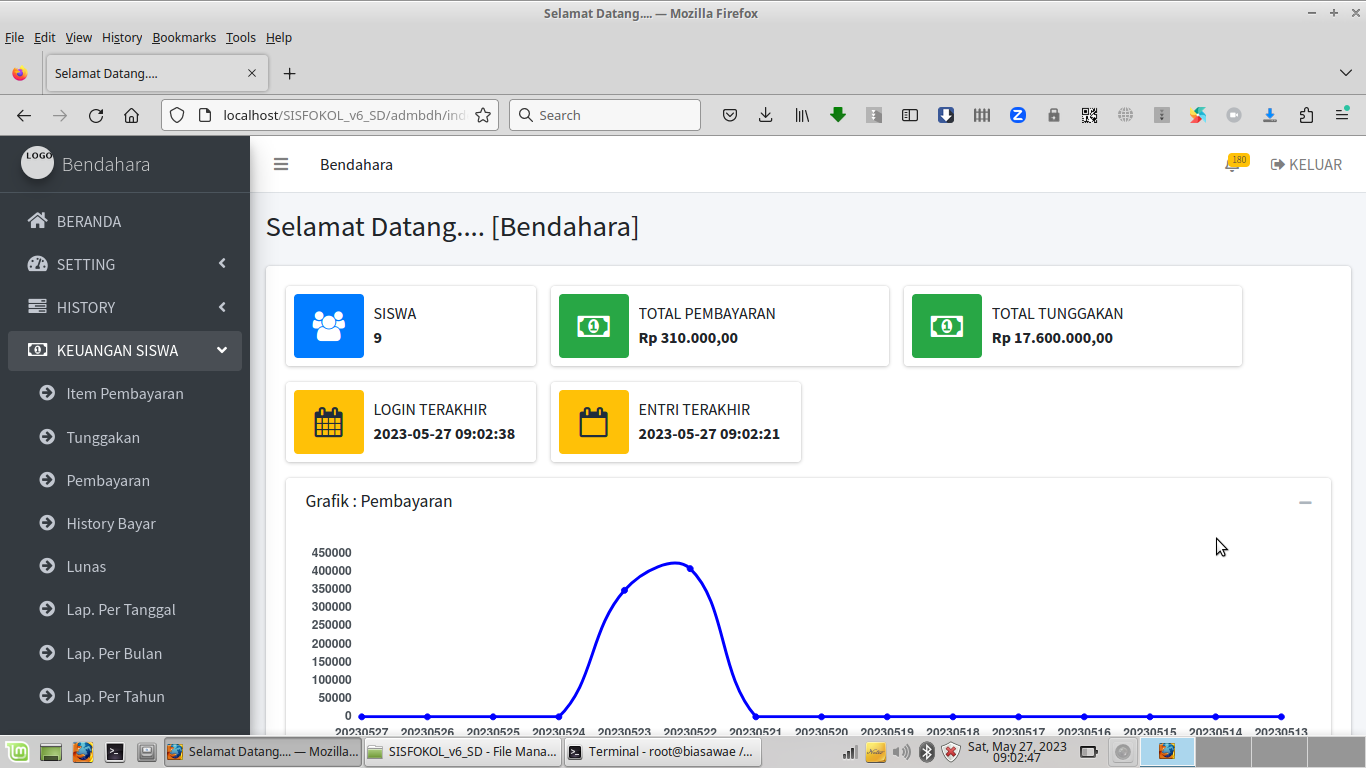 Selamat Datang.... — Mozilla Firefox
File Edit View History Bookmarks Tools Help
Selamat Datang....
localhost/SISFOKOL_v6_SD/admbdh/ind
Search
LOGO
Bendahara
Bendahara
180
KELUAR
BERANDA
SETTING
HISTORY
KEUANGAN SISWA
Item Pembayaran
Tunggakan
Pembayaran
History Bayar
Lunas
Lap. Per Tanggal
Lap. Per Bulan
Lap. Per Tahun
Selamat Datang.... [Bendahara]
SISWA
9
TOTAL PEMBAYARAN
Rp 310.000,00
TOTAL TUNGGAKAN
Rp 17.600.000,00
LOGIN TERAKHIR
2023-05-27 09:02:38
ENTRI TERAKHIR
2023-05-27 09:02:21
Grafik : Pembayaran
450000
400000
350000
300000
250000
200000
150000
100000
50000
0
20230527 20230526 20230525 20230524 20230523 20230522 20230521 20230520 20230519 20230518 20230517 20230516 20230515 20230514 20230513
Selamat Datang.... — Mozilla...
SISFOKOL_v6_SD - File Mana...
Terminal - root@biasawae /...
Sat, May 27, 2023
09:02:47